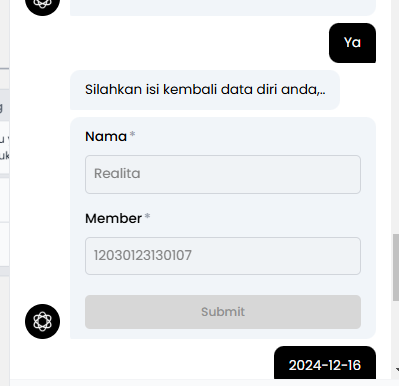 Ya
Silahkan isi kembali data diri anda,..
Nama *
Realita
Member *
12030123130107
Submit
2024-12-16